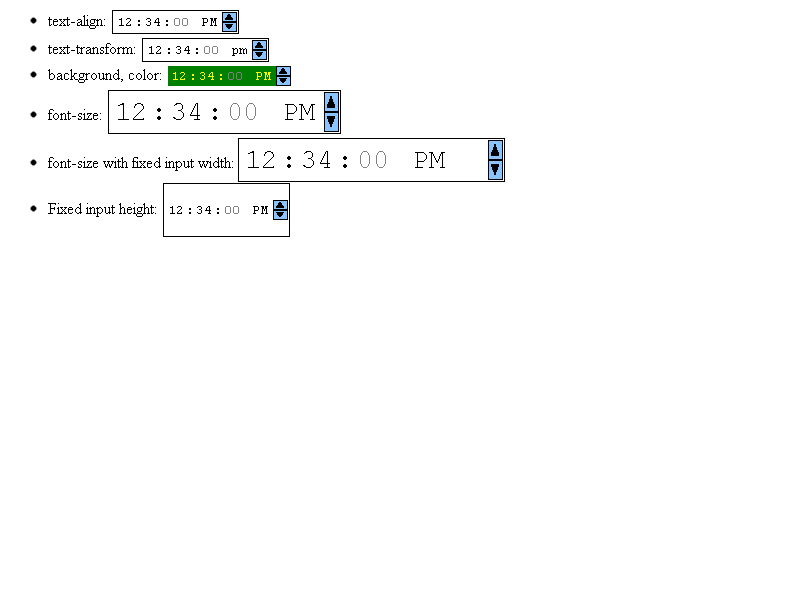 text-align: 12:34:00 PM
text-transform: 12:34:00 pm
background, color: 12:34:00 PM
font-size: 12:34:00 PM
font-size with fixed input width: 12:34:00 PM
Fixed input height: 12:34:00 PM